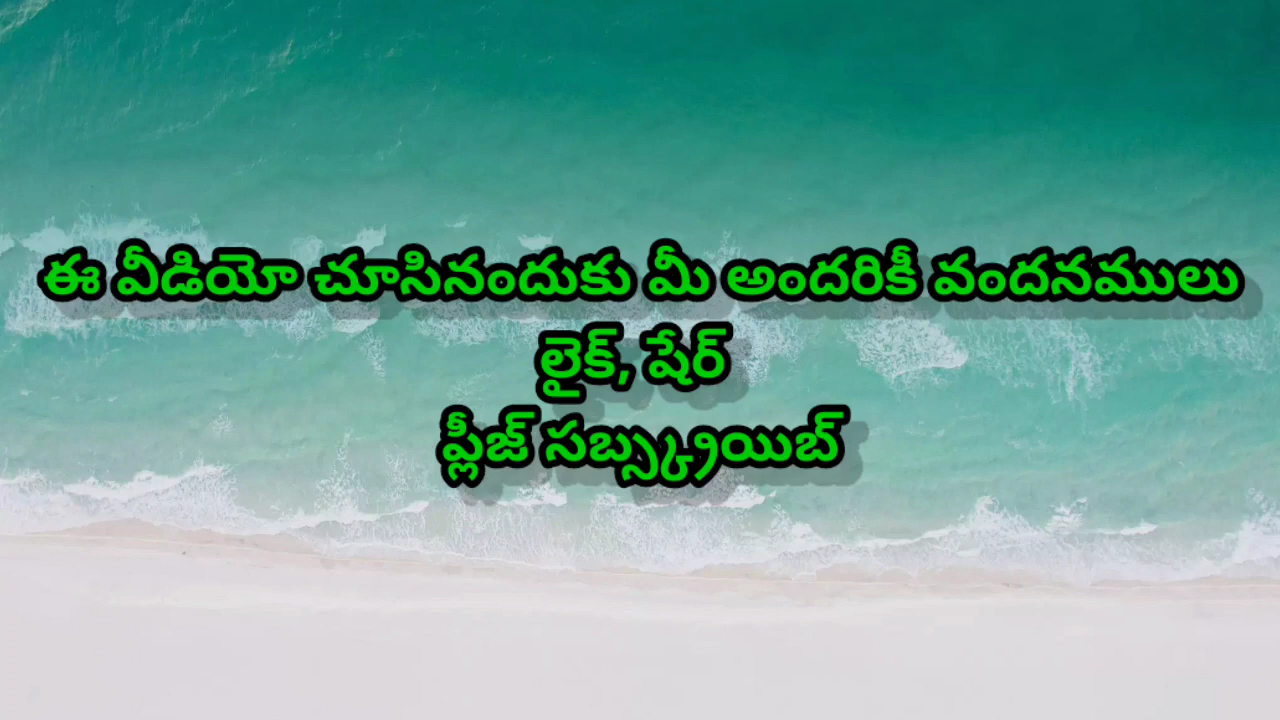 ఈ వీడియో చూసినందుకు మీ అందరికీ వందనములు
లైక్, షేర్
ప్లీజ్ సబ్స్క్రయిబ్